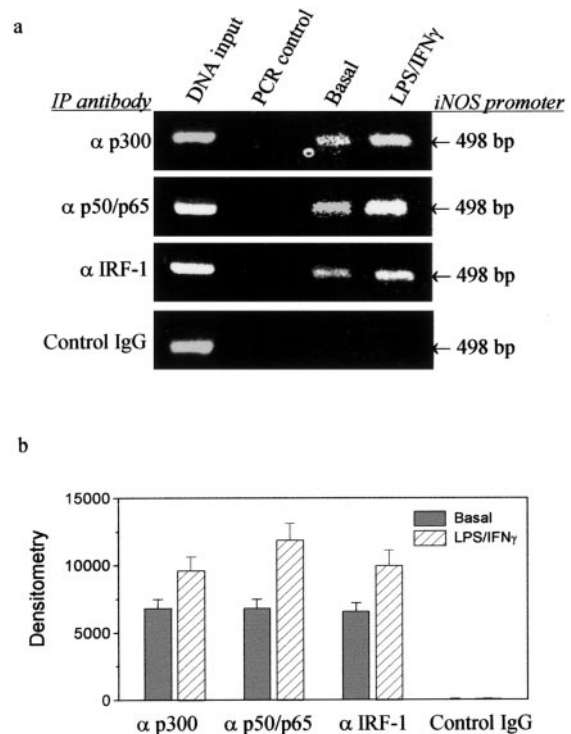 a
DNA input
PCR control
Basal
LPS/IFNγ
IP antibody
iNOS promoter
α p300
← 498 bp
α p50/p65
← 498 bp
α IRF-1
← 498 bp
Control IgG
← 498 bp
b
15000
10000
5000
0
Densitometry
Basal
LPS/IFNγ
α p300
α p50/p65
α IRF-1
Control IgG